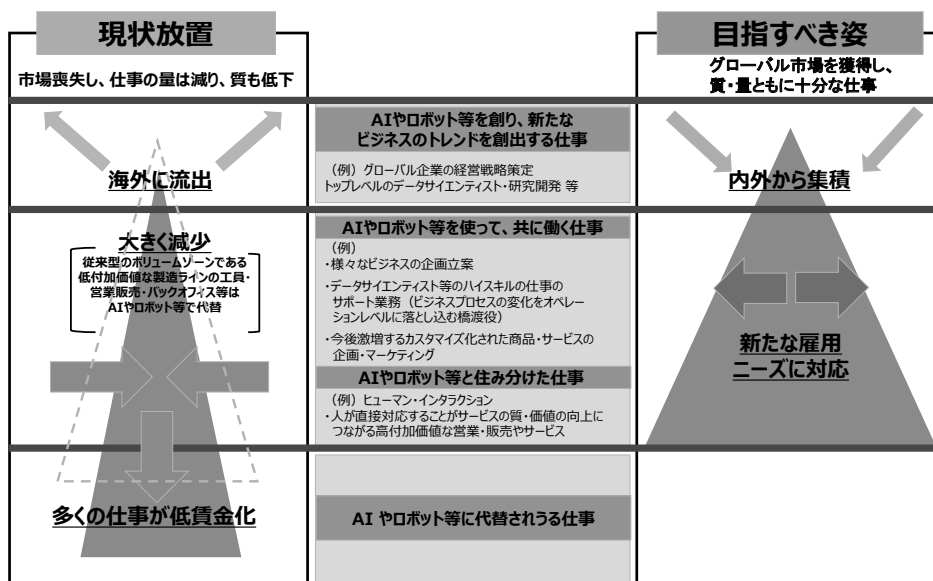 現状放置
市場喪失し、仕事の量は減り、質も低下
海外に流出
大きく減少
従来型のボリュームゾーンである
低付加価値な製造ラインの工員・
営業販売・バックオフィス等は
AIやロボット等で代替
多くの仕事が低賃金化
AIやロボット等を創り、新たな
ビジネスのトレンドを創出する仕事
（例）グローバル企業の経営戦略策定
トップレベルのデータサイエンティスト・研究開発 等
AIやロボット等を使って、共に働く仕事
（例）
・様々なビジネスの企画立案
・データサイエンティスト等のハイスキルの仕事の
サポート業務（ビジネスプロセスの変化をオペレー
ションレベルに落とし込む橋渡役）
・今後激増するカスタマイズ化された商品・サービスの
企画・マーケティング
AIやロボット等と住み分けた仕事
（例）ヒューマン・インタラクション
・人が直接対応することがサービスの質・価値の向上に
つながる高付加価値な営業・販売やサービス
AI やロボット等に代替されうる仕事
目指すべき姿
グローバル市場を獲得し、
質・量ともに十分な仕事
内外から集積
新たな雇用
ニーズに対応